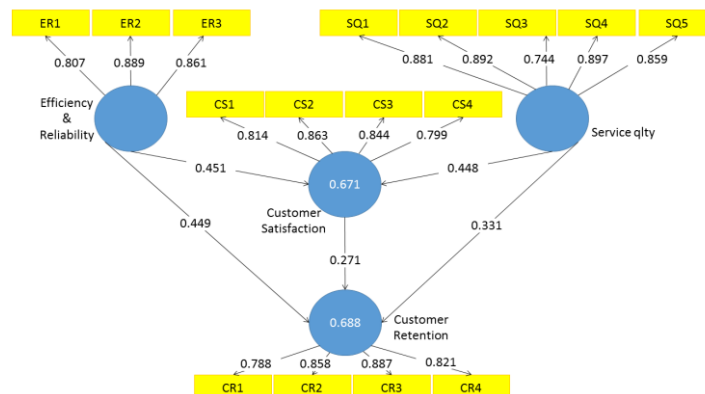 ER1 ER2 ER3 SQ1 SQ2 SQ3 SQ4 SQ5
0.807 0.889 0.861 0.881 0.892 0.744 0.897 0.859
Efficiency
&
Reliability
CS1 CS2 CS3 CS4
0.814 0.863 0.844 0.799
Service qlty
0.451 0.671 0.448
Customer
Satisfaction
0.449 0.331
0.271
0.688
Customer
Retention
0.788 0.858 0.887 0.821
CR1 CR2 CR3 CR4